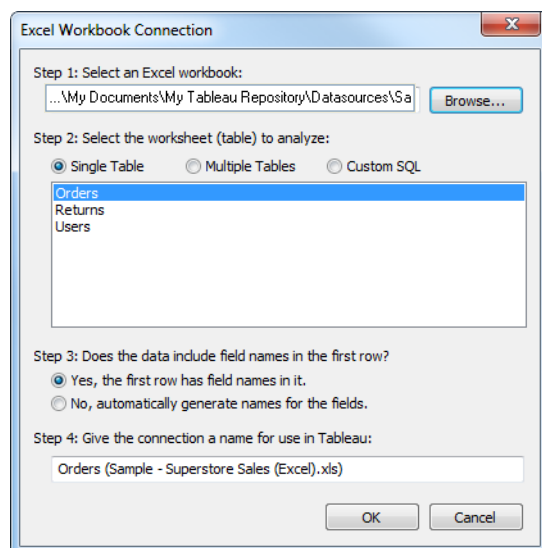 Excel Workbook Connection
Step 1: Select an Excel workbook:
...\My Documents\My Tableau Repository\Datasources\Sa
Browse...
Step 2: Select the worksheet (table) to analyze:
Single Table Multiple Tables Custom SQL
Orders
Returns
Users
Step 3: Does the data include field names in the first row?
Yes, the first row has field names in it.
No, automatically generate names for the fields.
Step 4: Give the connection a name for use in Tableau:
Orders (Sample - Superstore Sales (Excel).xls)
OK Cancel